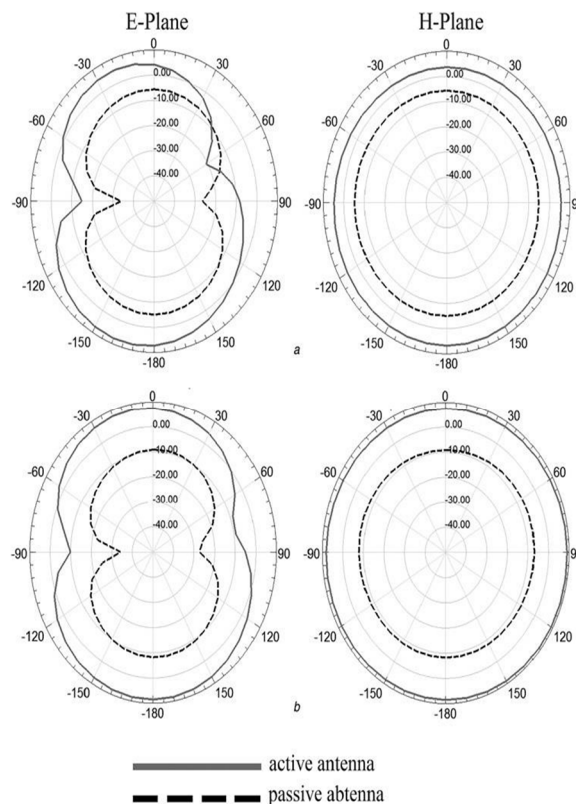 E-Plane H-Plane
0 0
-30 30 -30 30
0.00 0.00
-60 -10.00 60 -60 -10.00 60
-20.00 -20.00
-30.00 -30.00
-40.00 -40.00
-90 90 -90 90
-120 120 -120 120
-150 150 -150 150
-180 a -180
0 0
-30 30 -30 30
0.00 0.00
-60 -10.00 60 -60 -10.00 60
-20.00 -20.00
-30.00 -30.00
-40.00 -40.00
-90 90 -90 90
-120 120 -120 120
-150 150 -150 150
-180 b -180
active antenna
passive abtenna